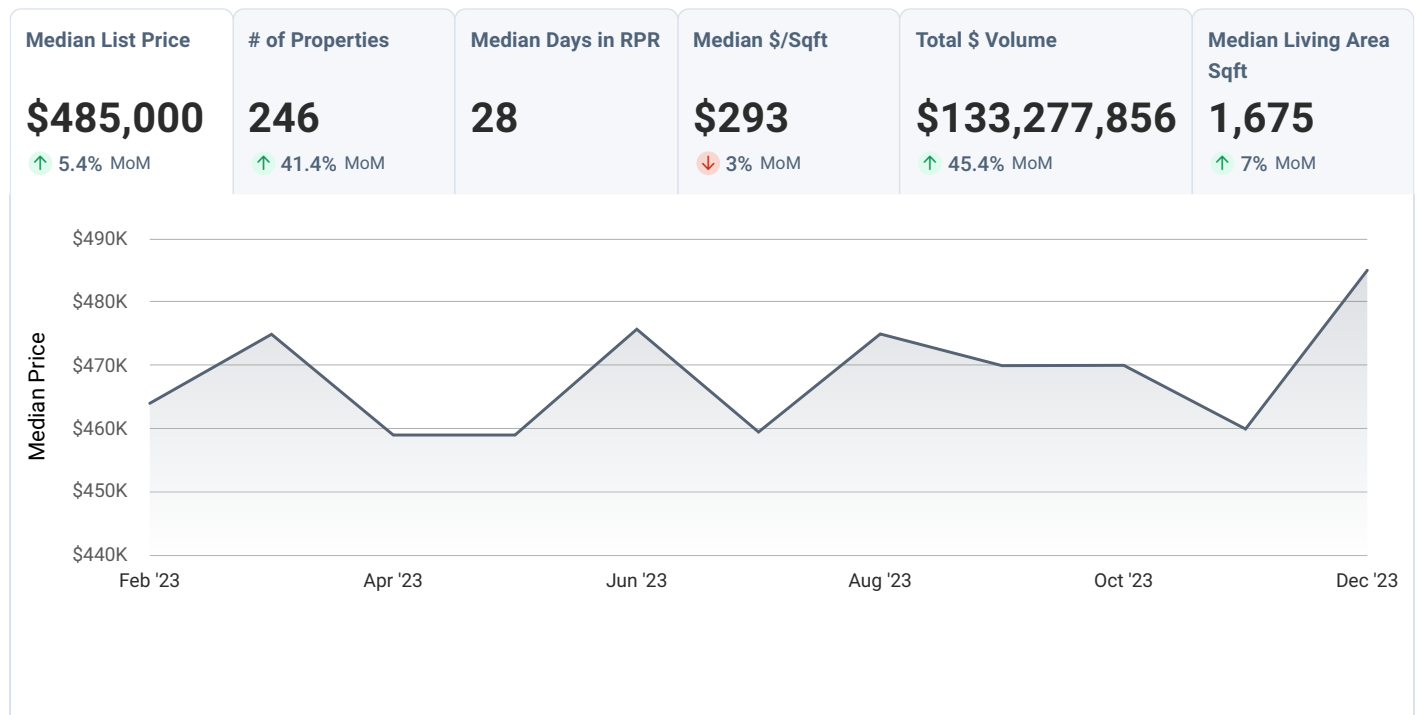 Median List Price
$485,000
5.4% MoM
# of Properties
246
41.4% MoM
Median Days in RPR
28
Median $/Sqft
$293
3% MoM
Total $ Volume
$133,277,856
45.4% MoM
Median Living Area
Sqft
1,675
7% MoM
Median Price
$490K
$480K
$470K
$460K
$450K
$440K
Feb '23
Apr '23
Jun '23
Aug '23
Oct '23
Dec '23